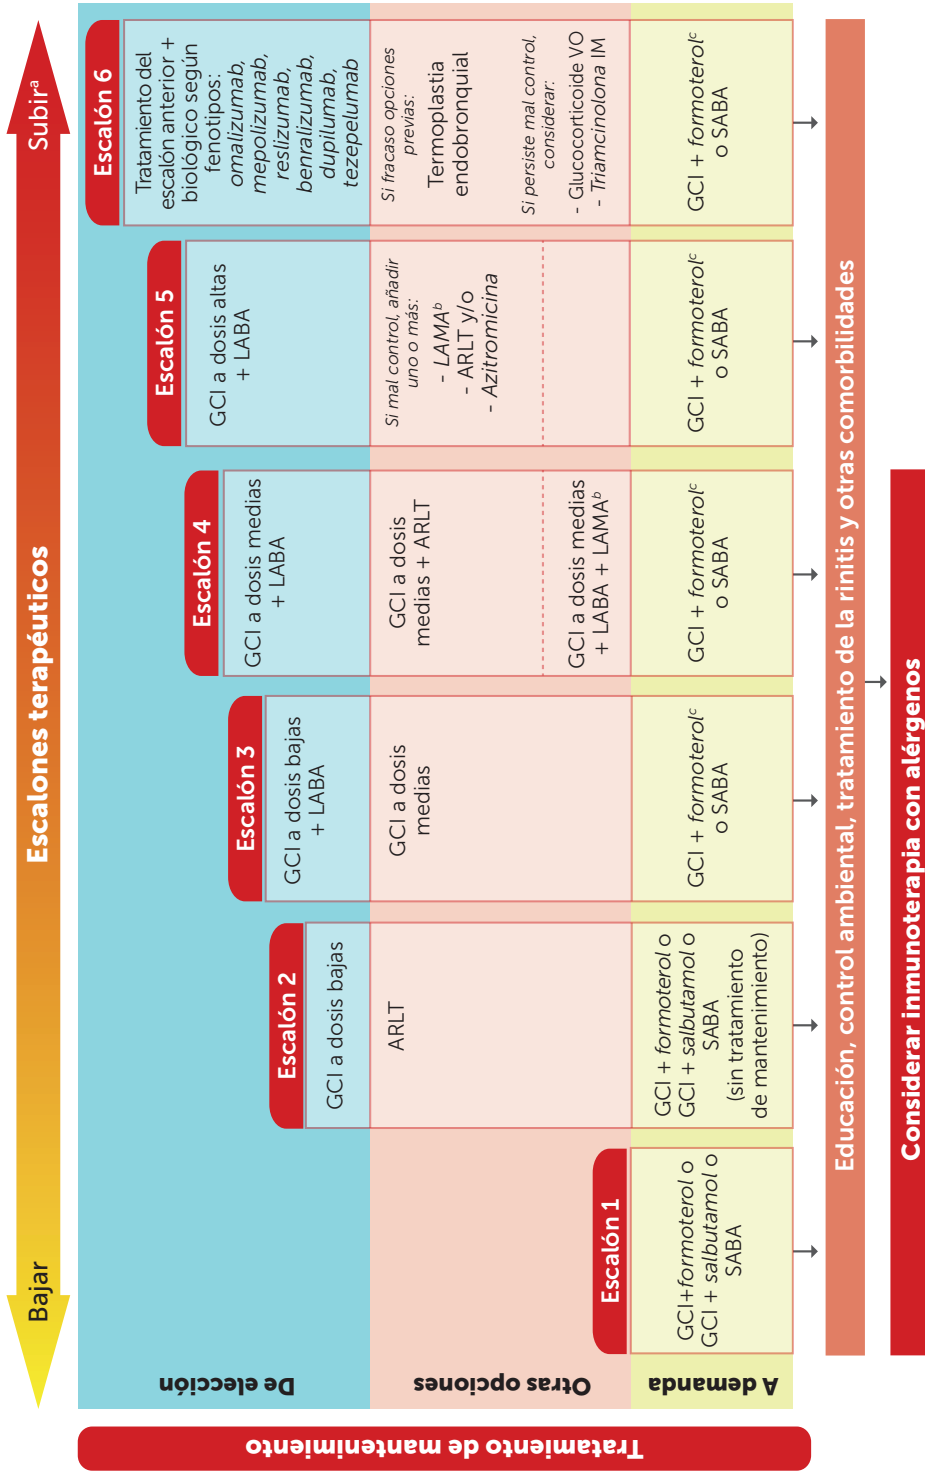 Escalones terapéuticos
Bajar
Subirᵃ
Tratamiento de mantenimiento
De elección
Otras opciones
A demanda
Escalón 1
GCI+formoterol o
GCI + salbutamol o
SABA
Escalón 2
GCI a dosis bajas
ARLT
GCI + formoterol o
GCI + salbutamol o
SABA
(sin tratamiento
de mantenimiento)
Escalón 3
GCI a dosis bajas
+ LABA
GCI a dosis
medias
GCI + formoterolᶜ
o SABA
Escalón 4
GCI a dosis medias
+ LABA
GCI a dosis
medias + ARLT
GCI a dosis medias
+ LABA + LAMAᵇ
GCI + formoterolᶜ
o SABA
Escalón 5
GCI a dosis altas
+ LABA
Si mal control, añadir
uno o más:
- LAMAᵇ
- ARLT y/o
- Azitromicina
GCI + formoterolᶜ
o SABA
Escalón 6
Tratamiento del
escalón anterior +
biológico según
fenotipos:
omalizumab,
mepolizumab,
reslizumab,
benralizumab,
dupilumab,
tezepelumab
Si fracaso opciones
previas:
Termoplastia
endobronquial
Si persiste mal control,
considerar:
- Glucocorticoide VO
- Triamcinolona IM
GCI + formoterolᶜ
o SABA
Educación, control ambiental, tratamiento de la rinitis y otras comorbilidades
Considerar inmunoterapia con alérgenos